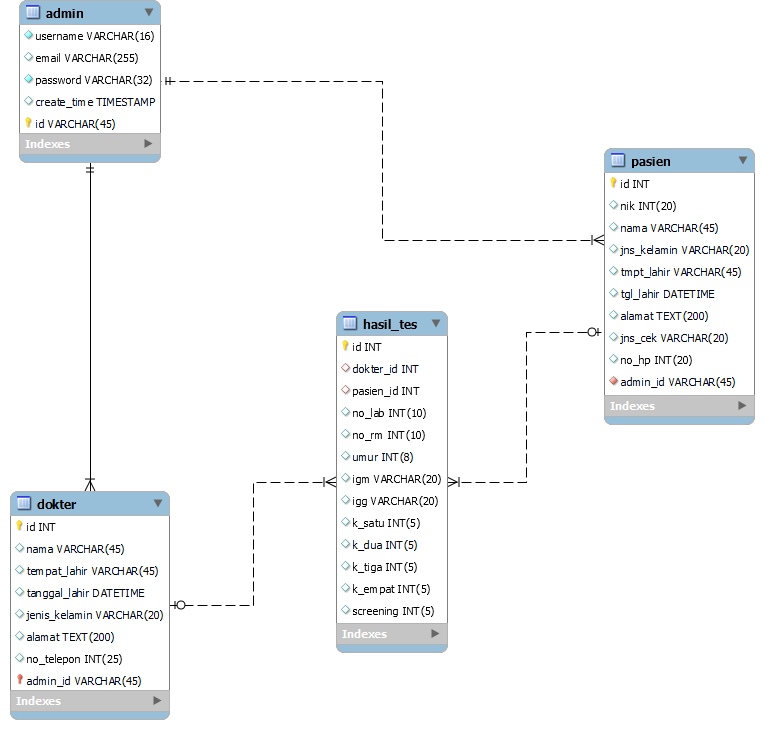 admin
username VARCHAR(16)
email VARCHAR(255)
password VARCHAR(32)
create_time TIMESTAMP
id VARCHAR(45)
Indexes
pasien
id INT
nik INT(20)
nama VARCHAR(45)
jns_kelamin VARCHAR(20)
tmpt_lahir VARCHAR(45)
tgl_lahir DATETIME
alamat TEXT(200)
jns_cek VARCHAR(20)
no_hp INT(20)
admin_id VARCHAR(45)
Indexes
hasil_tes
id INT
dokter_id INT
pasien_id INT
no_lab INT(10)
no_rm INT(10)
umur INT(8)
igm VARCHAR(20)
igg VARCHAR(20)
k_satu INT(5)
k_dua INT(5)
k_tiga INT(5)
k_empat INT(5)
screening INT(5)
Indexes
dokter
id INT
nama VARCHAR(45)
tempat_lahir VARCHAR(45)
tanggal_lahir DATETIME
jenis_kelamin VARCHAR(20)
alamat TEXT(200)
no_telepon INT(25)
admin_id VARCHAR(45)
Indexes